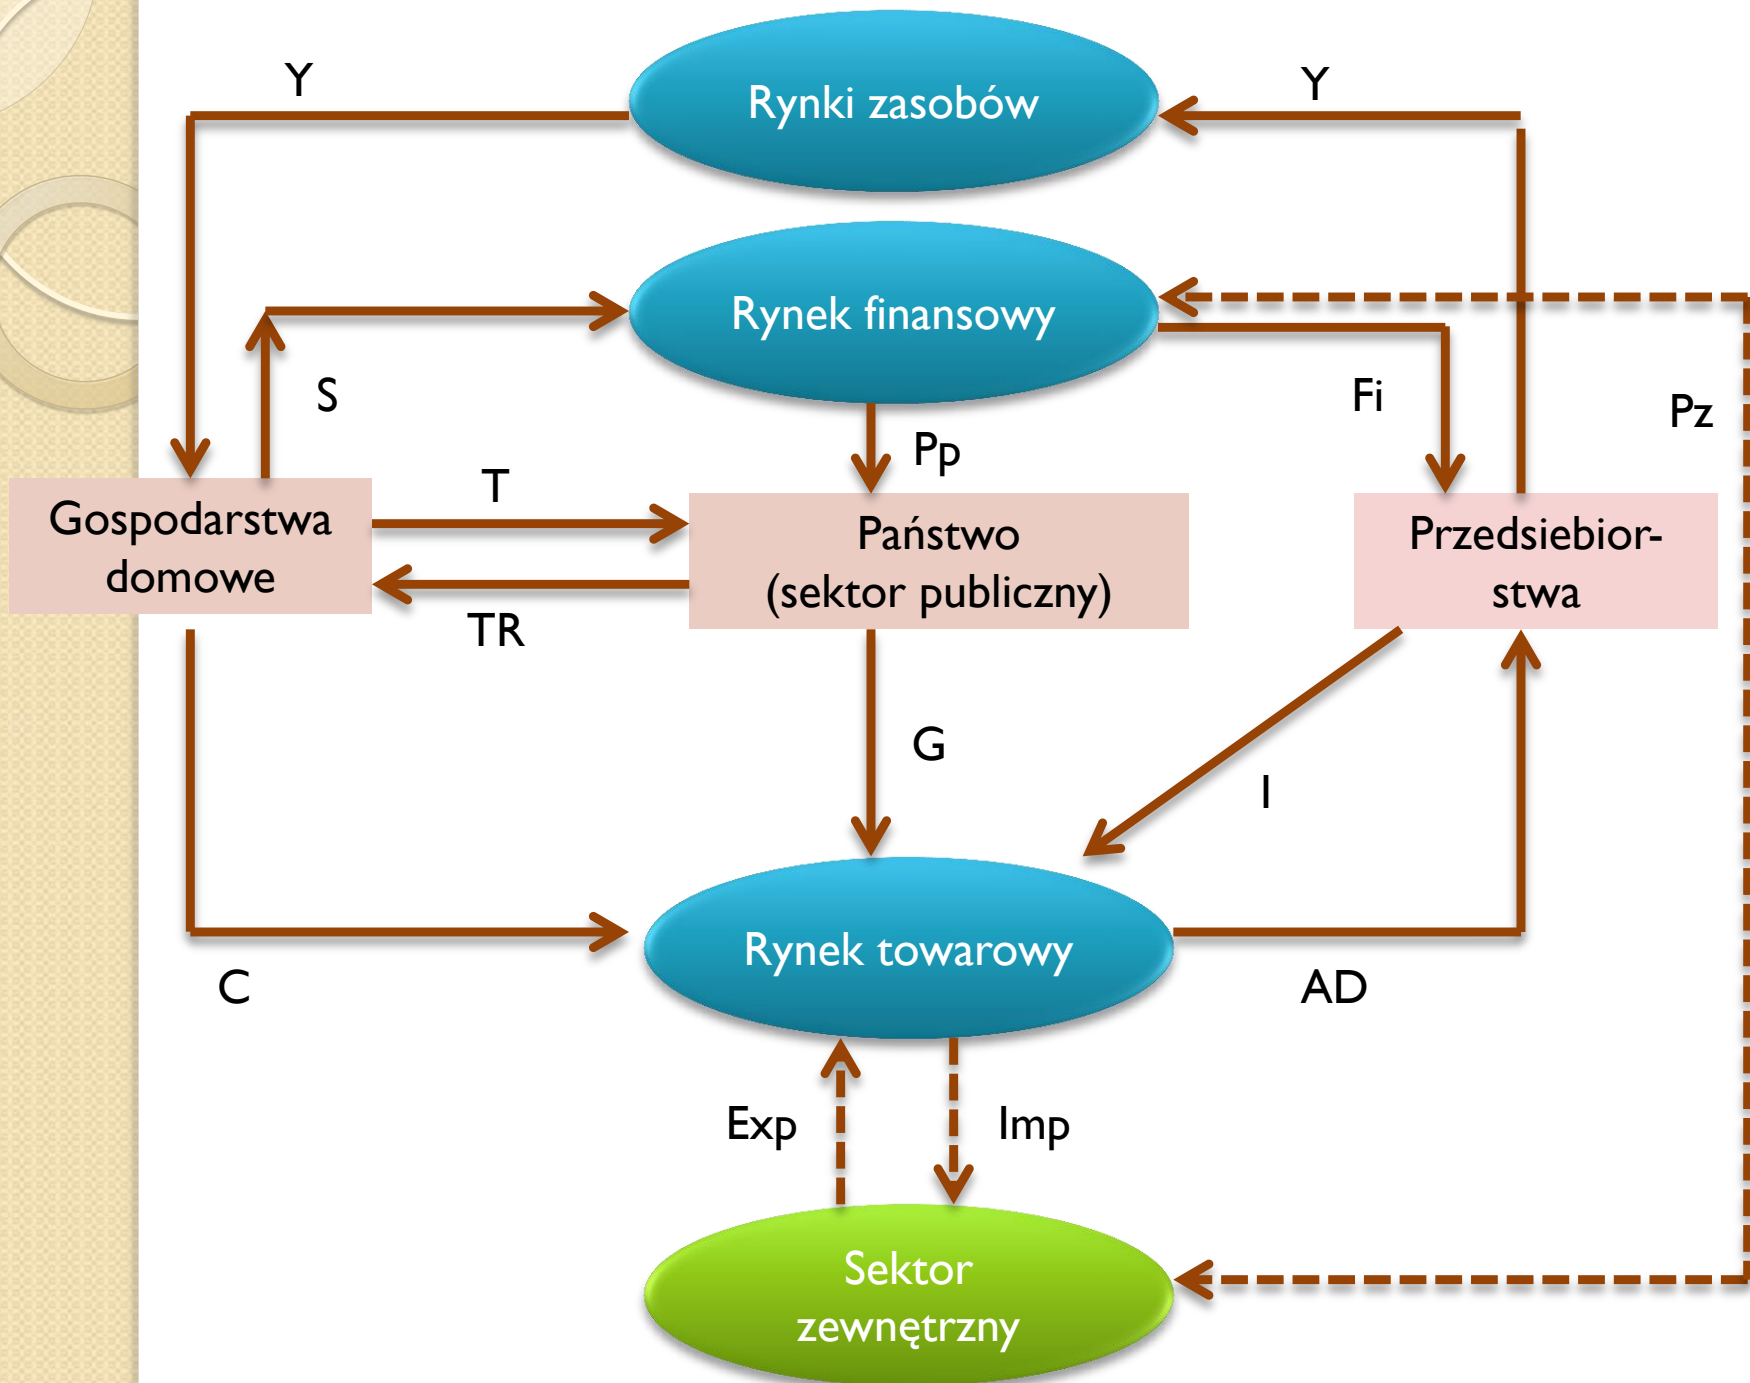 Y
Rynki zasobów
Y
Rynek finansowy
S
Fi
Pz
Pp
T
Gospodarstwa
domowe
Państwo
(sektor publiczny)
Przedsiebior-
stwa
TR
G
I
Rynek towarowy
C
AD
Exp
Imp
Sektor
zewnętrzny